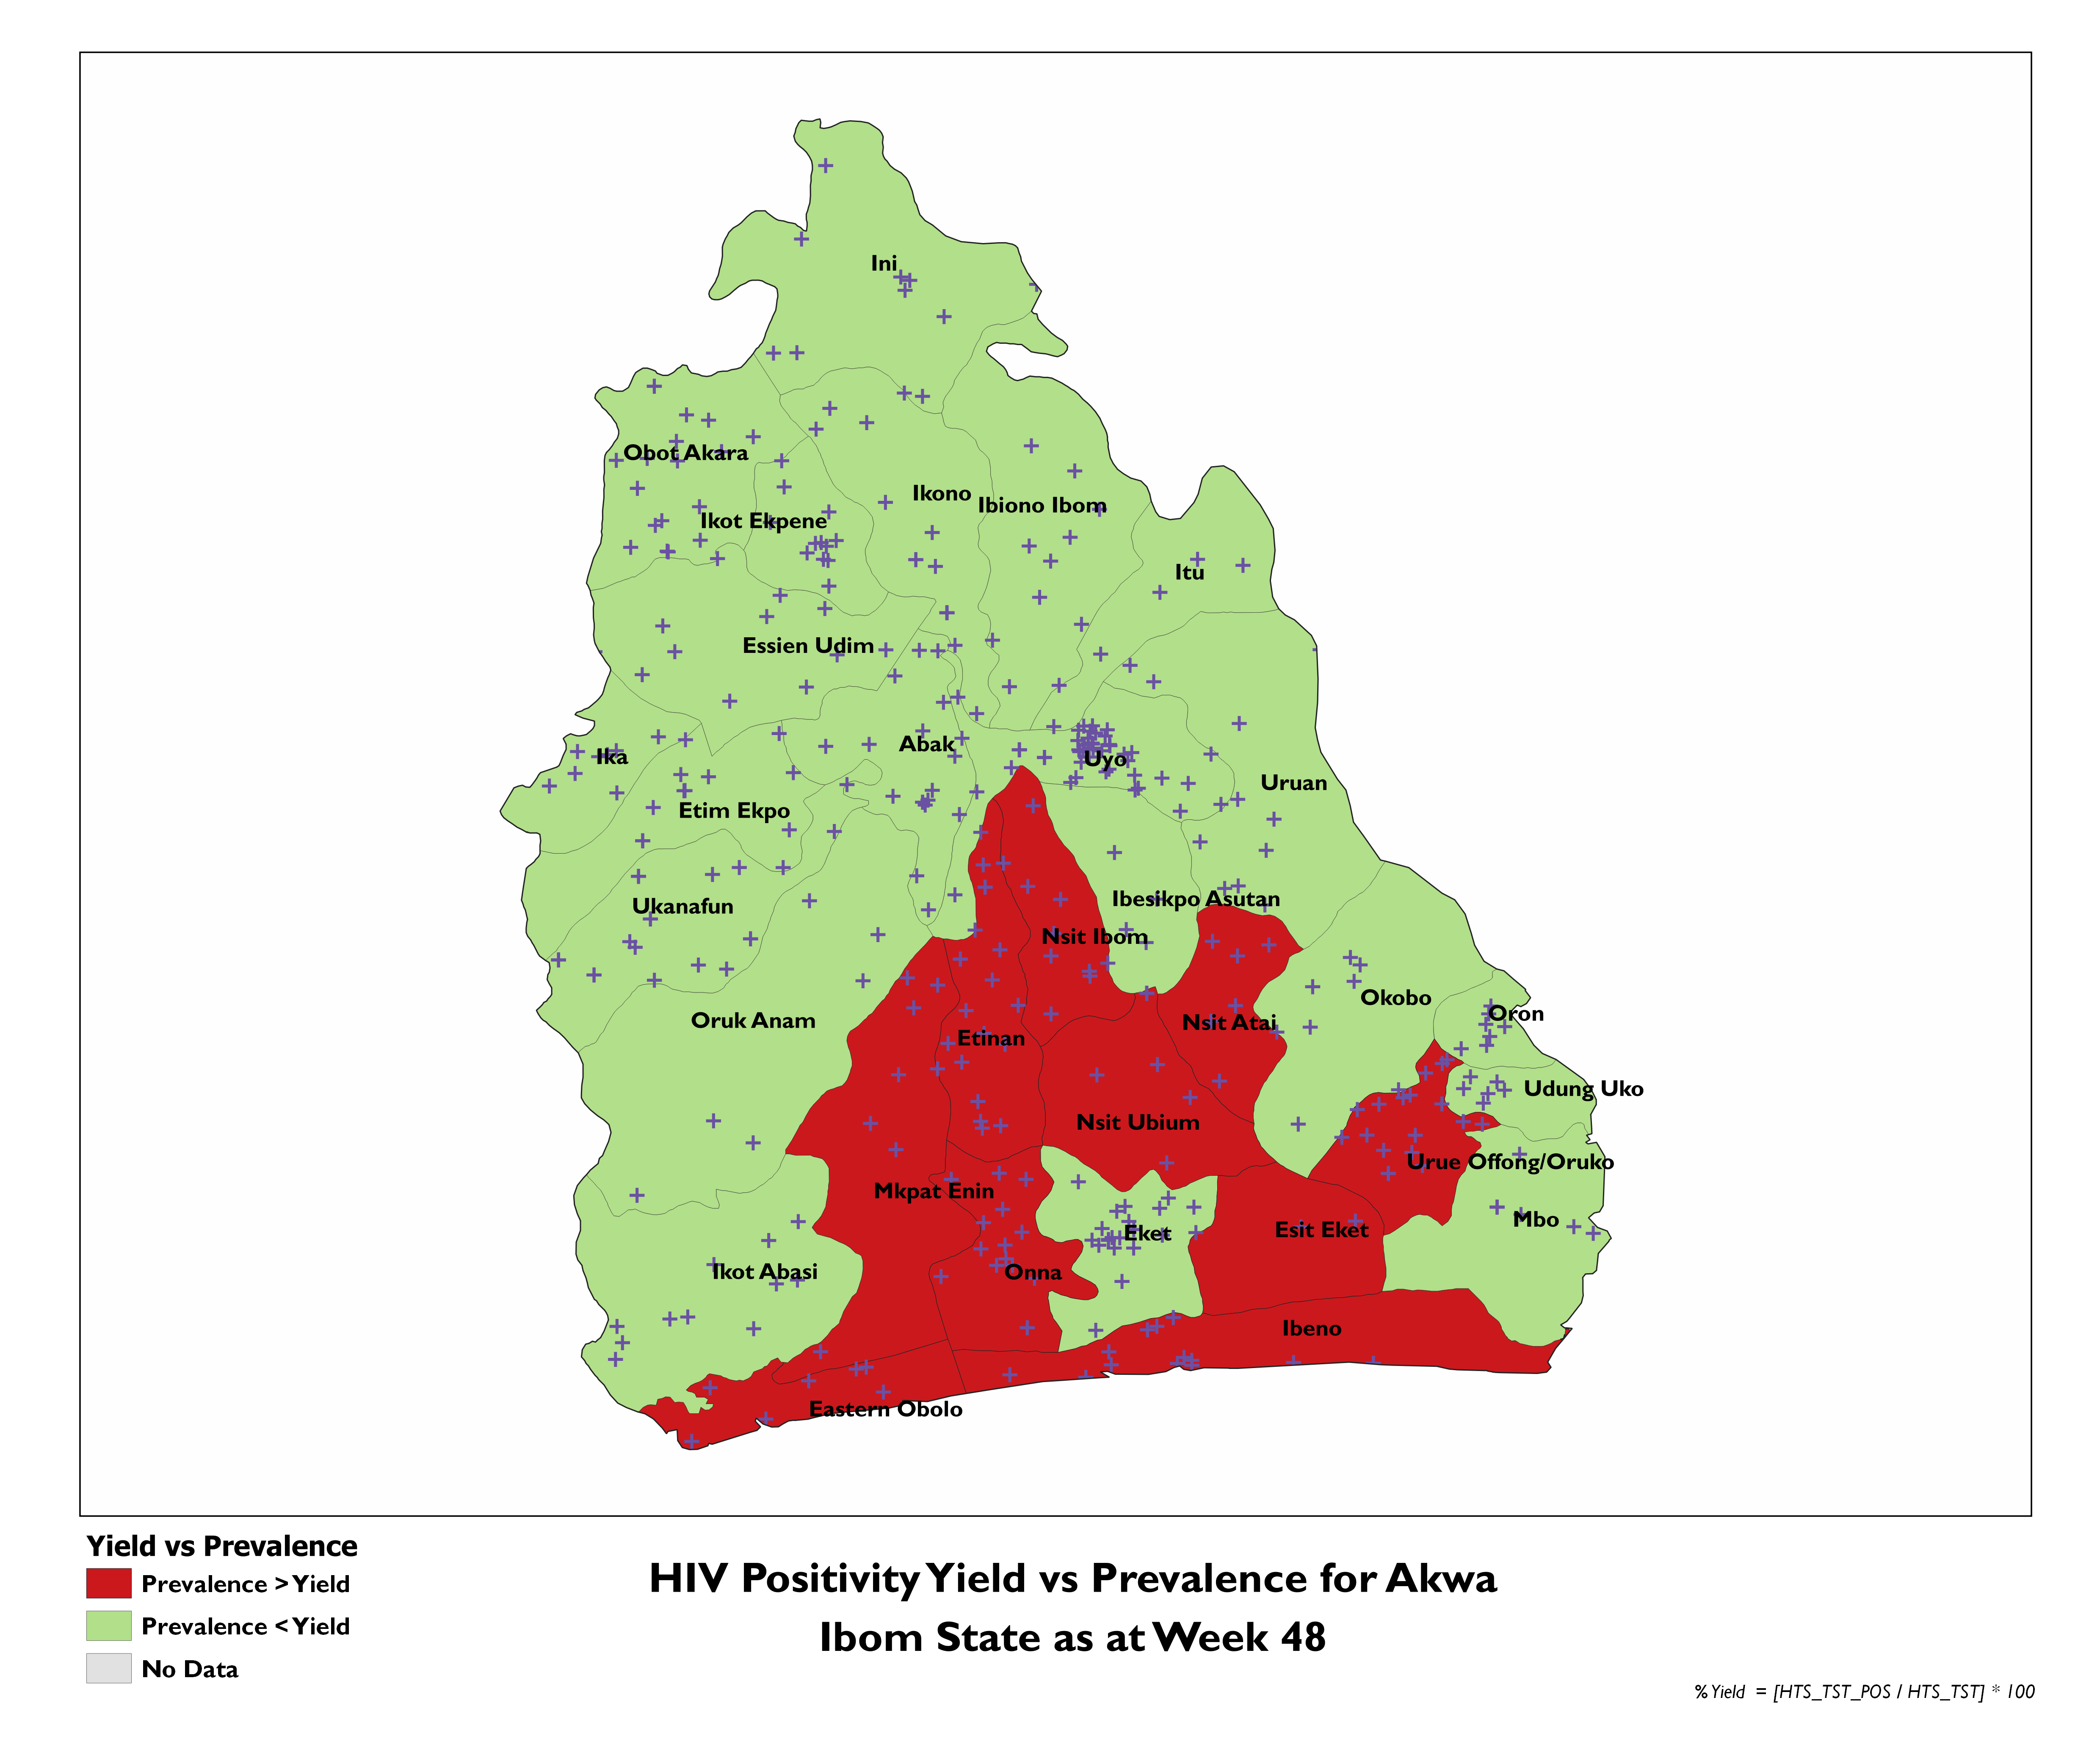 Ini
Obot Akara
Ikono
Ibiono Ibom
Ikot Ekpene
Itu
Essien Udim
Abak
Ika
Uyo
Uruan
Etim Ekpo
Ibesikpo Asutan
Ukanafun
Nsit Ibom
Okobo
Oron
Oruk Anam
Nsit Atai
Etinan
Udung Uko
Nsit Ubium
Urue Offong/Oruko
Mkpat Enin
Mbo
Eket
Esit Eket
Ikot Abasi
Onna
Ibeno
Eastern Obolo
Yield vs Prevalence
Prevalence > Yield
Prevalence < Yield
No Data
HIV Positivity Yield vs Prevalence for Akwa
Ibom State as at Week 48
% Yield = [HTS_TST_POS / HTS_TST] * 100